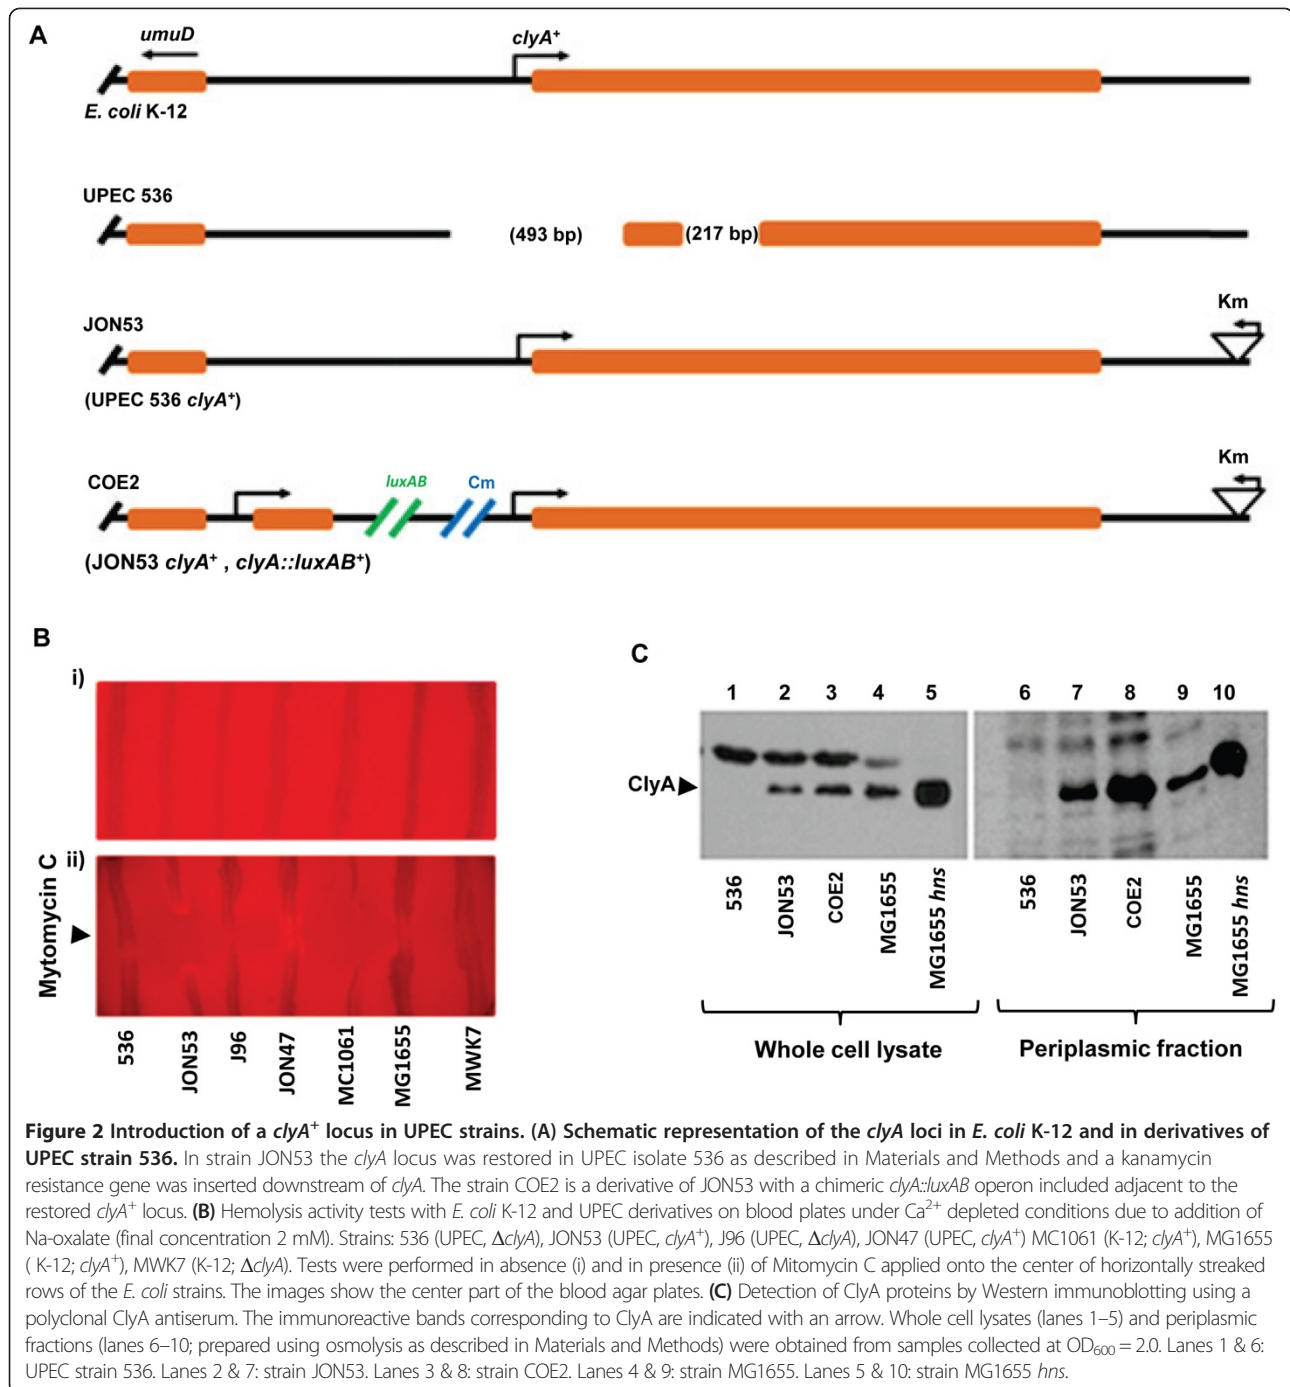 A
umuD
clyA+
E. coli K-12
UPEC 536
(493 bp)
(217 bp)
JON53
Km
(UPEC 536 clyA+)
COE2
luxAB
Cm
Km
(JON53 clyA+ , clyA::luxAB+)
B
i)
ii)
Mytomycin C
536
JON53
J96
JON47
MC1061
MG1655
MWK7
C
1 2 3 4 5 6 7 8 9 10
ClyA
536
JON53
COE2
MG1655
MG1655 hns
536
JON53
COE2
MG1655
MG1655 hns
Whole cell lysate
Periplasmic fraction
Figure 2 Introduction of a clyA+ locus in UPEC strains. (A) Schematic representation of the clyA loci in E. coli K-12 and in derivatives of
UPEC strain 536. In strain JON53 the clyA locus was restored in UPEC isolate 536 as described in Materials and Methods and a kanamycin
resistance gene was inserted downstream of clyA. The strain COE2 is a derivative of JON53 with a chimeric clyA::luxAB operon included adjacent to the
restored clyA+ locus. (B) Hemolysis activity tests with E. coli K-12 and UPEC derivatives on blood plates under Ca2+ depleted conditions due to addition of
Na-oxalate (final concentration 2 mM). Strains: 536 (UPEC, ΔclyA), JON53 (UPEC, clyA+), J96 (UPEC, ΔclyA), JON47 (UPEC, clyA+) MC1061 (K-12; clyA+), MG1655
( K-12; clyA+), MWK7 (K-12; ΔclyA). Tests were performed in absence (i) and in presence (ii) of Mitomycin C applied onto the center of horizontally streaked
rows of the E. coli strains. The images show the center part of the blood agar plates. (C) Detection of ClyA proteins by Western immunoblotting using a
polyclonal ClyA antiserum. The immunoreactive bands corresponding to ClyA are indicated with an arrow. Whole cell lysates (lanes 1–5) and periplasmic
fractions (lanes 6–10; prepared using osmolysis as described in Materials and Methods) were obtained from samples collected at OD600 = 2.0. Lanes 1 & 6:
UPEC strain 536. Lanes 2 & 7: strain JON53. Lanes 3 & 8: strain COE2. Lanes 4 & 9: strain MG1655. Lanes 5 & 10: strain MG1655 hns.